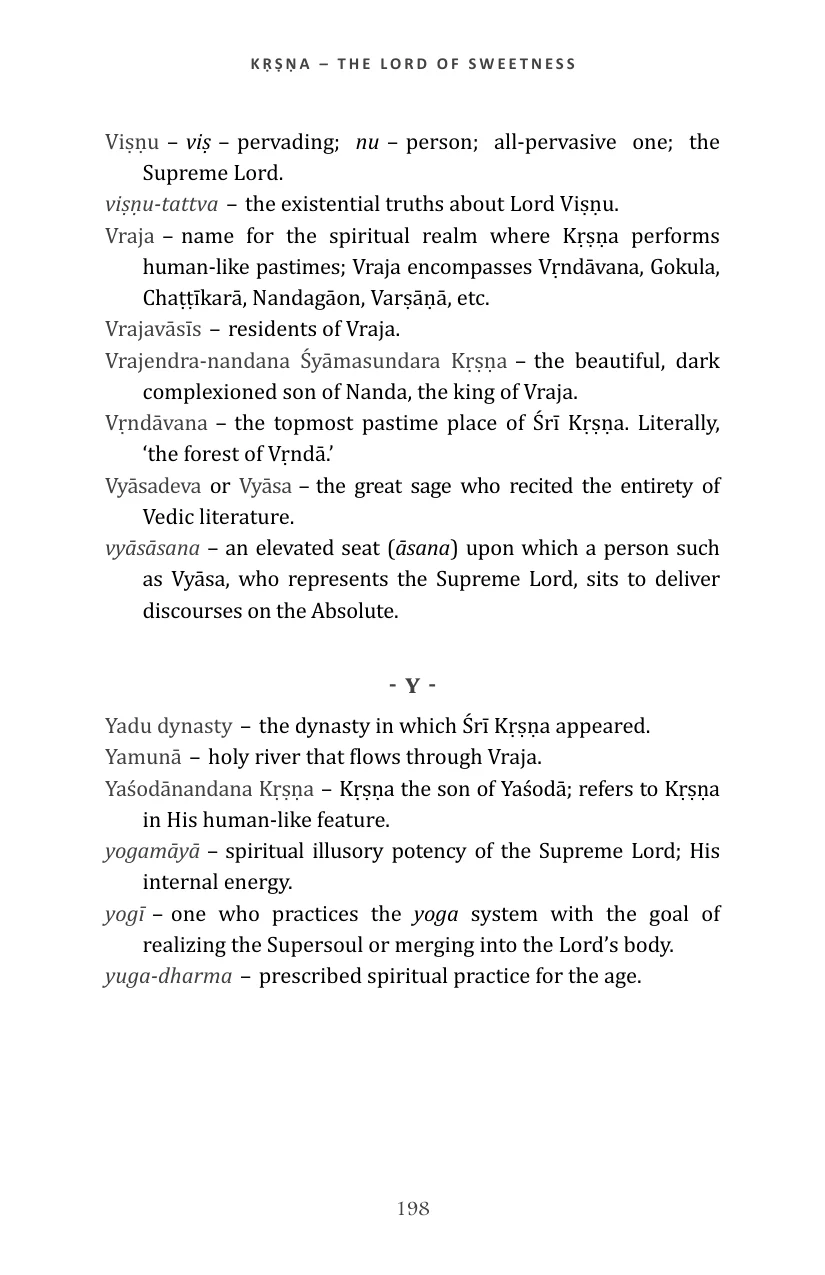 KṚṢṆA – THE LORD OF SWEETNESS
Viṣṇu – viṣ – pervading; nu – person; all-pervasive one; the
Supreme Lord.
viṣṇu-tattva – the existential truths about Lord Viṣṇu.
Vraja – name for the spiritual realm where Kṛṣṇa performs
human-like pastimes; Vraja encompasses Vṛndāvana, Gokula,
Chaṭṭīkarā, Nandagāon, Varṣāṇā, etc.
Vrajavāsīs – residents of Vraja.
Vrajendra-nandana Śyāmasundara Kṛṣṇa – the beautiful, dark
complexioned son of Nanda, the king of Vraja.
Vṛndāvana – the topmost pastime place of Śrī Kṛṣṇa. Literally,
‘the forest of Vṛndā.’
Vyāsadeva or Vyāsa – the great sage who recited the entirety of
Vedic literature.
vyāsāsana – an elevated seat (āsana) upon which a person such
as Vyāsa, who represents the Supreme Lord, sits to deliver
discourses on the Absolute.
- Y -
Yadu dynasty – the dynasty in which Śrī Kṛṣṇa appeared.
Yamunā – holy river that flows through Vraja.
Yaśodānandana Kṛṣṇa – Kṛṣṇa the son of Yaśodā; refers to Kṛṣṇa
in His human-like feature.
yogamāyā – spiritual illusory potency of the Supreme Lord; His
internal energy.
yogī – one who practices the yoga system with the goal of
realizing the Supersoul or merging into the Lord’s body.
yuga-dharma – prescribed spiritual practice for the age.
198